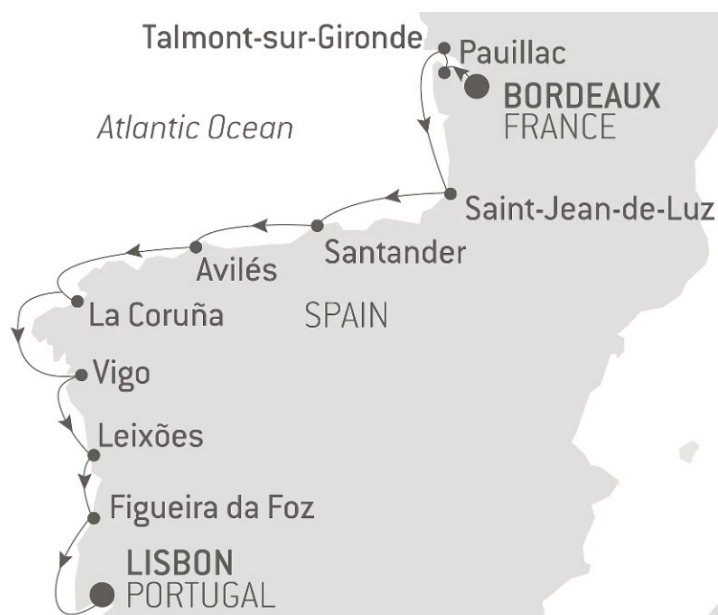 Talmont-sur-Gironde
Pauillac
BORDEAUX
FRANCE
Atlantic Ocean
Saint-Jean-de-Luz
Santander
Avilés
La Coruña
SPAIN
Vigo
Leixões
Figueira da Foz
LISBON
PORTUGAL